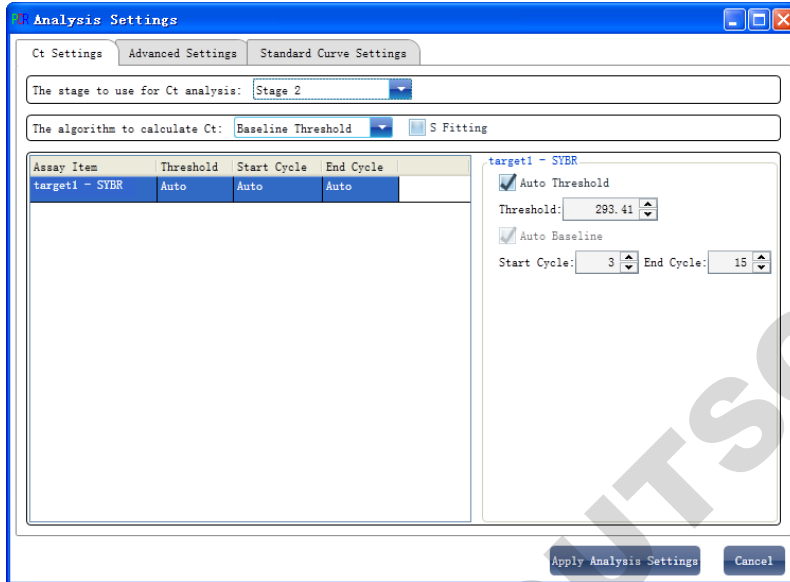 PCR Analysis Settings
Ct Settings Advanced Settings Standard Curve Settings
The stage to use for Ct analysis: Stage 2
The algorithm to calculate Ct: Baseline Threshold S Fitting
Assay Item Threshold Start Cycle End Cycle
target1 - SYBR Auto Auto Auto
target1 - SYBR
Auto Threshold
Threshold: 293.41
Auto Baseline
Start Cycle: 3 End Cycle: 15
Apply Analysis Settings Cancel